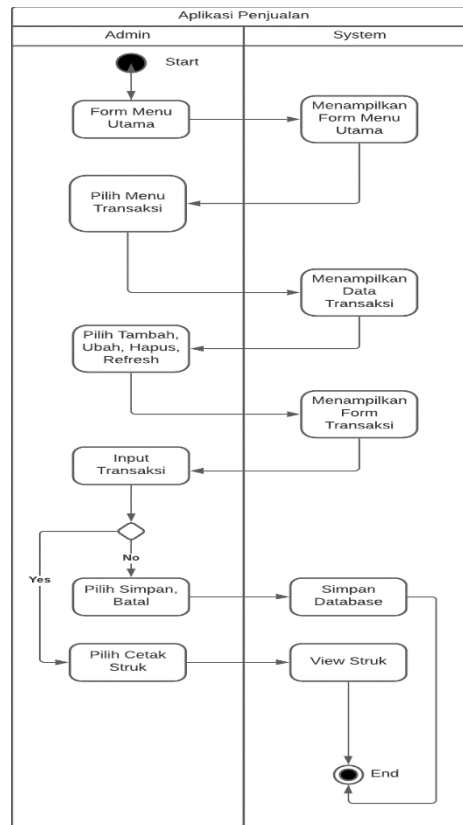 Aplikasi Penjualan
Admin
System
Start
Form Menu
Utama
Menampilkan
Form Menu
Utama
Pilih Menu
Transaksi
Menampilkan
Data
Transaksi
Pilih Tambah,
Ubah, Hapus,
Refresh
Menampilkan
Form
Transaksi
Input
Transaksi
Yes
No
Pilih Simpan,
Batal
Simpan
Database
Pilih Cetak
Struk
View Struk
End